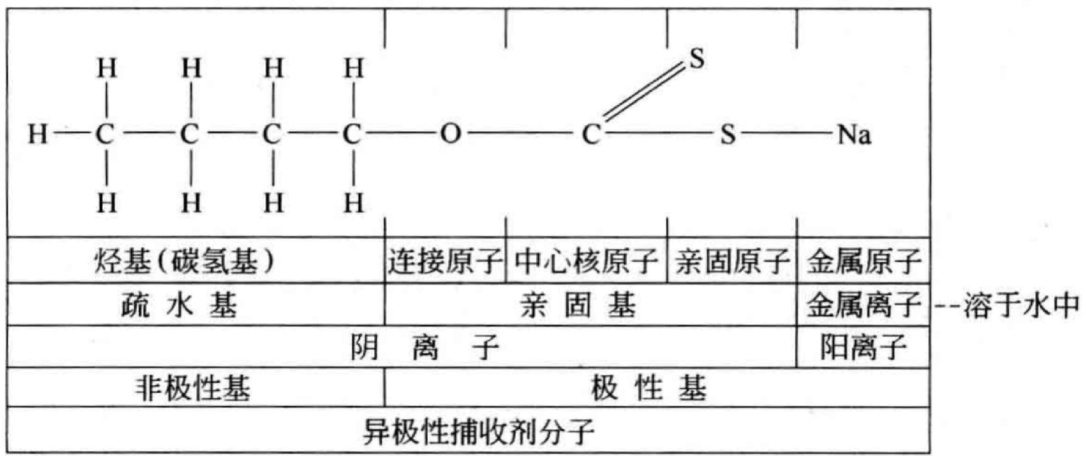 H H H H S
H C C C C O C S Na
H H H H
烃基(碳氢基) 连接原子 中心核原子 亲固原子 金属原子
疏水基 亲固基 金属离子 --溶于水中
阴离子 阳离子
非极性基 极性基
异极性捕收剂分子